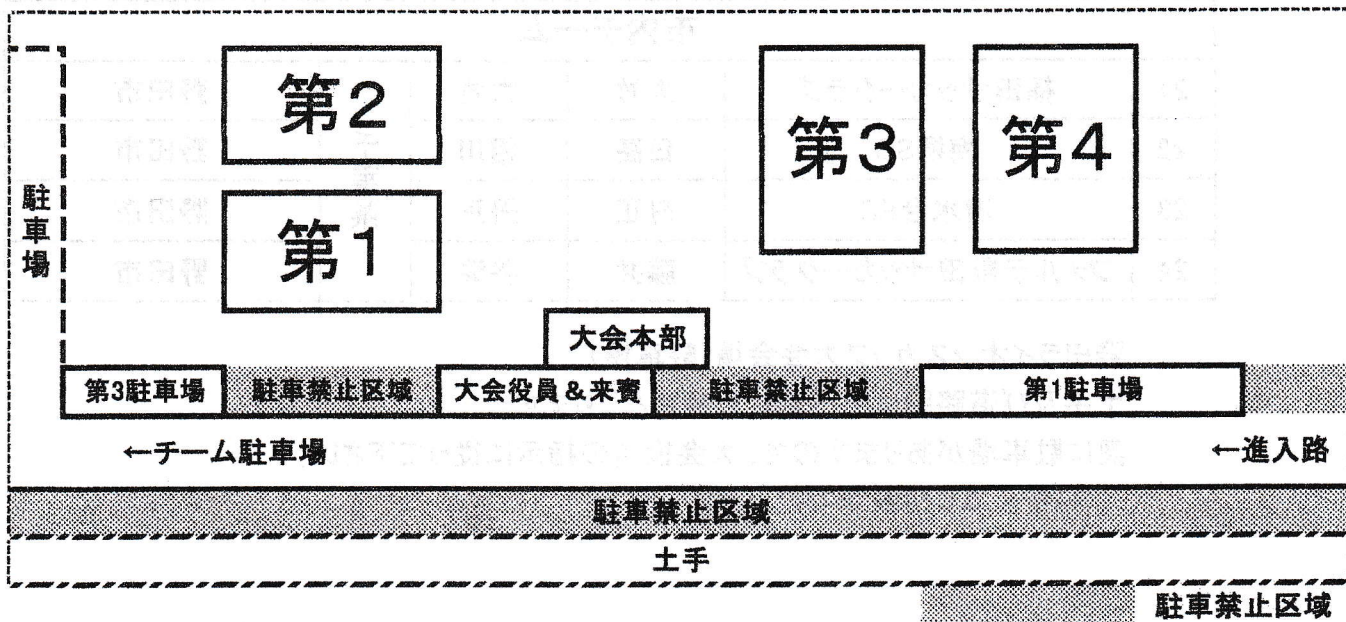 第2
第3
第4
駐車場
第1
大会本部
第3駐車場
駐車禁止区域
大会役員&来賓
駐車禁止区域
第1駐車場
←チーム駐車場
←進入路
駐車禁止区域
土手
駐車禁止区域